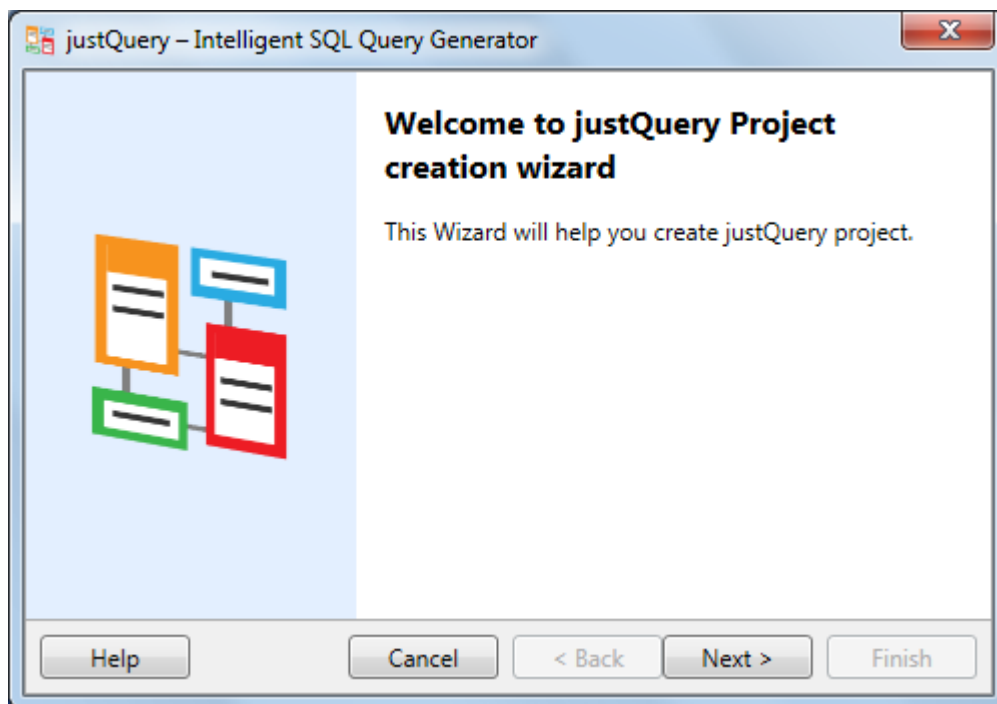 justQuery – Intelligent SQL Query Generator
Welcome to justQuery Project
creation wizard
This Wizard will help you create justQuery project.
Help
Cancel
< Back
Next >
Finish